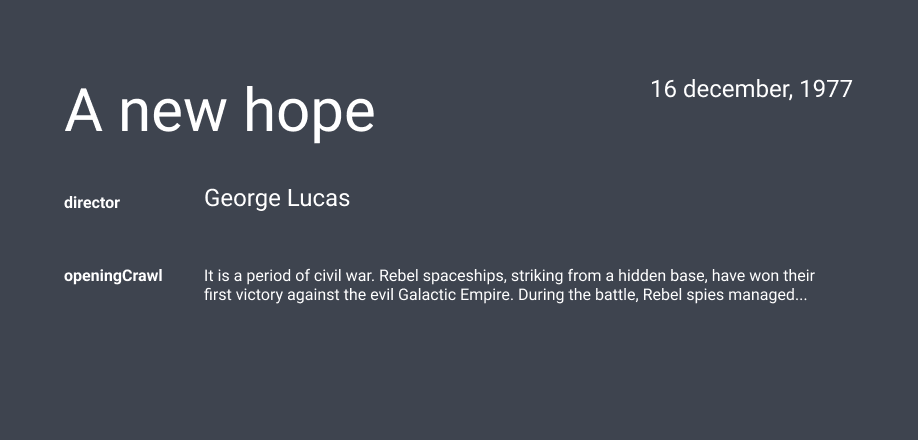 A new hope
16 december, 1977
director
George Lucas
openingCrawl
It is a period of civil war. Rebel spaceships, striking from a hidden base, have won their
first victory against the evil Galactic Empire. During the battle, Rebel spies managed...